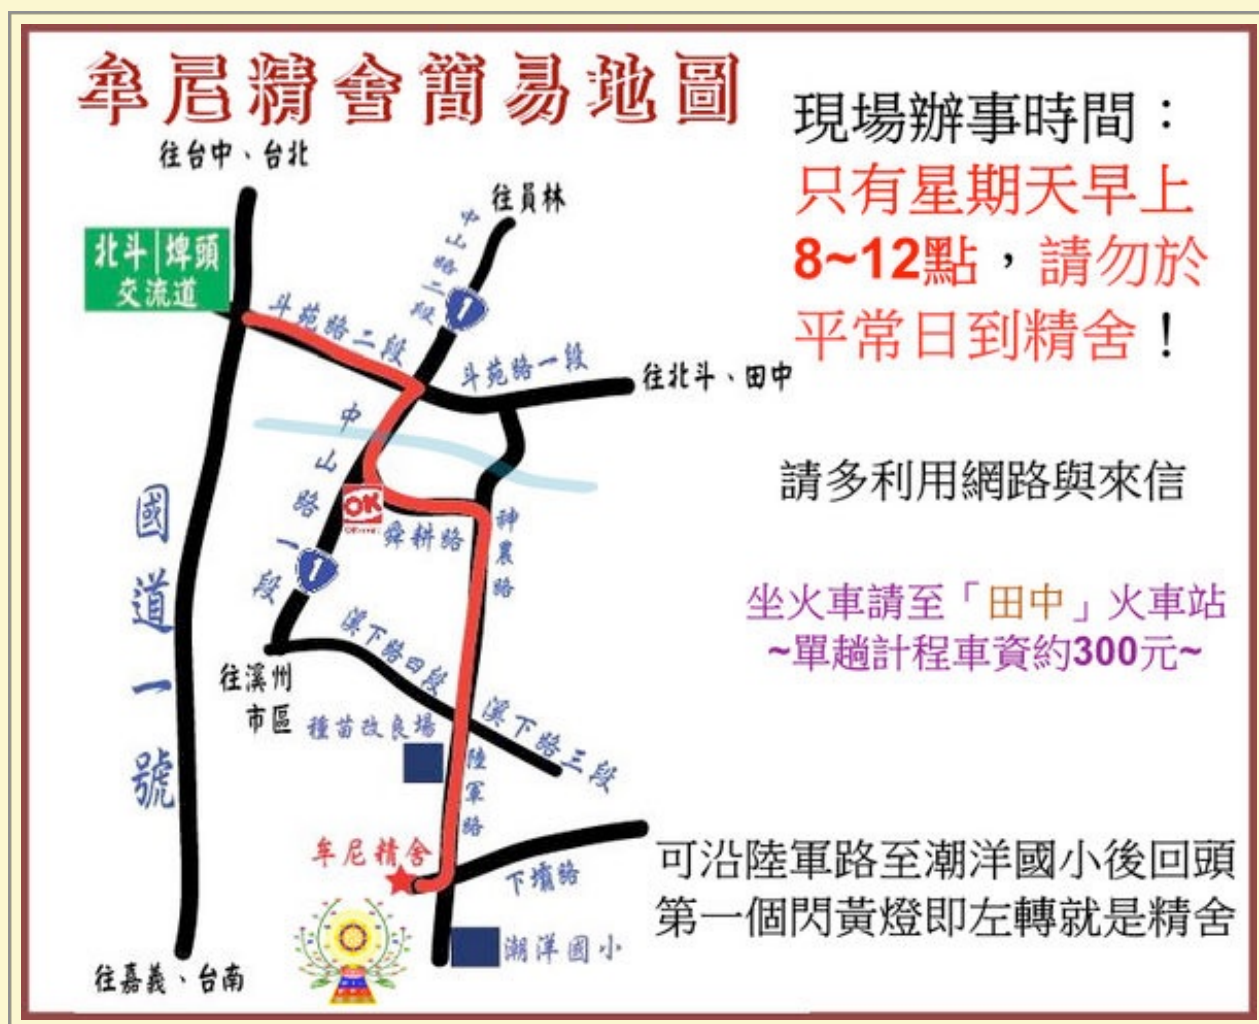 牟尼精舍簡易地圖
往台中、台北
往員林
北斗|埤頭
交流道
中山路二段
1
斗苑路二段
斗苑路一段
往北斗、田中
中山路一段
OK
舜耕路
神農路
1
國道一號
溪下路四段
往溪州
市區
種苗改良場
溪下路三段
陸軍路
牟尼精舍
下壩路
潮洋國小
往嘉義、台南
現場辦事時間：
只有星期天早上
8~12點，請勿於
平常日到精舍！
請多利用網路與來信
坐火車請至「田中」火車站
~單趟計程車資約300元~
可沿陸軍路至潮洋國小後回頭
第一個閃黃燈即左轉就是精舍